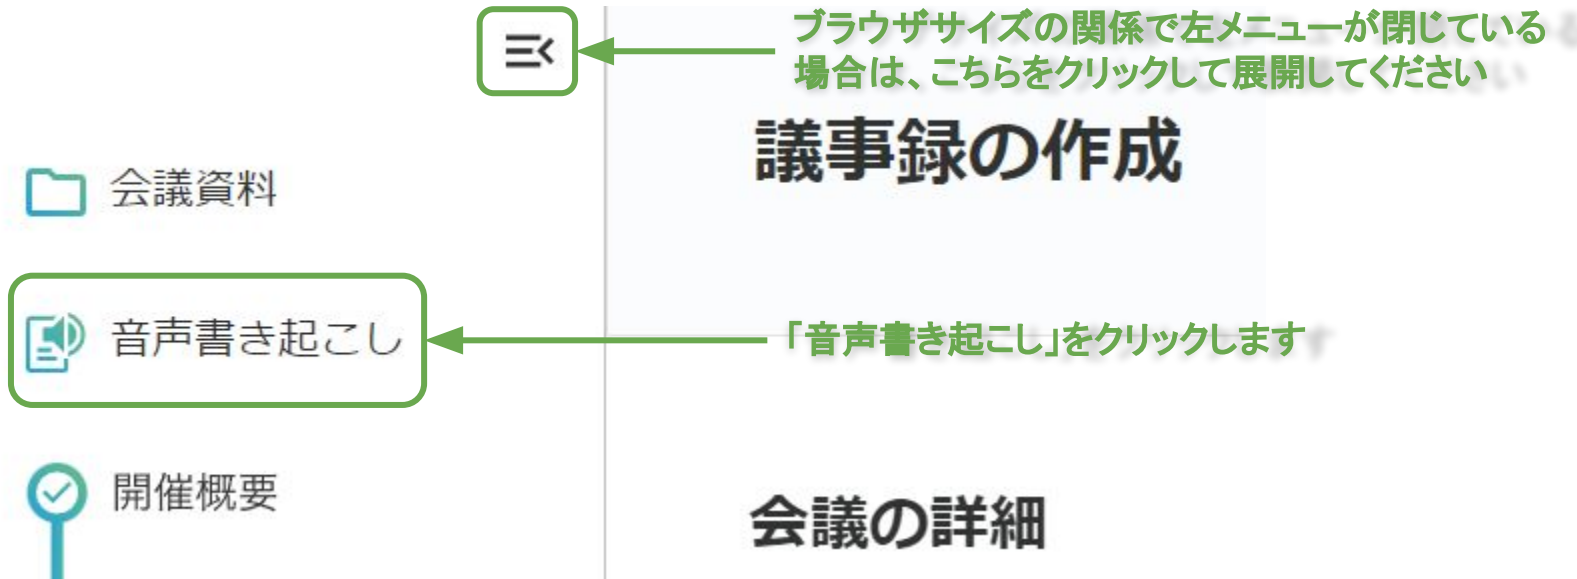 ブラウザサイズの関係で左メニューが閉じている
場合は、こちらをクリックして展開してください
議事録の作成
会議資料
音声書き起こし
「音声書き起こし」をクリックします
開催概要
会議の詳細